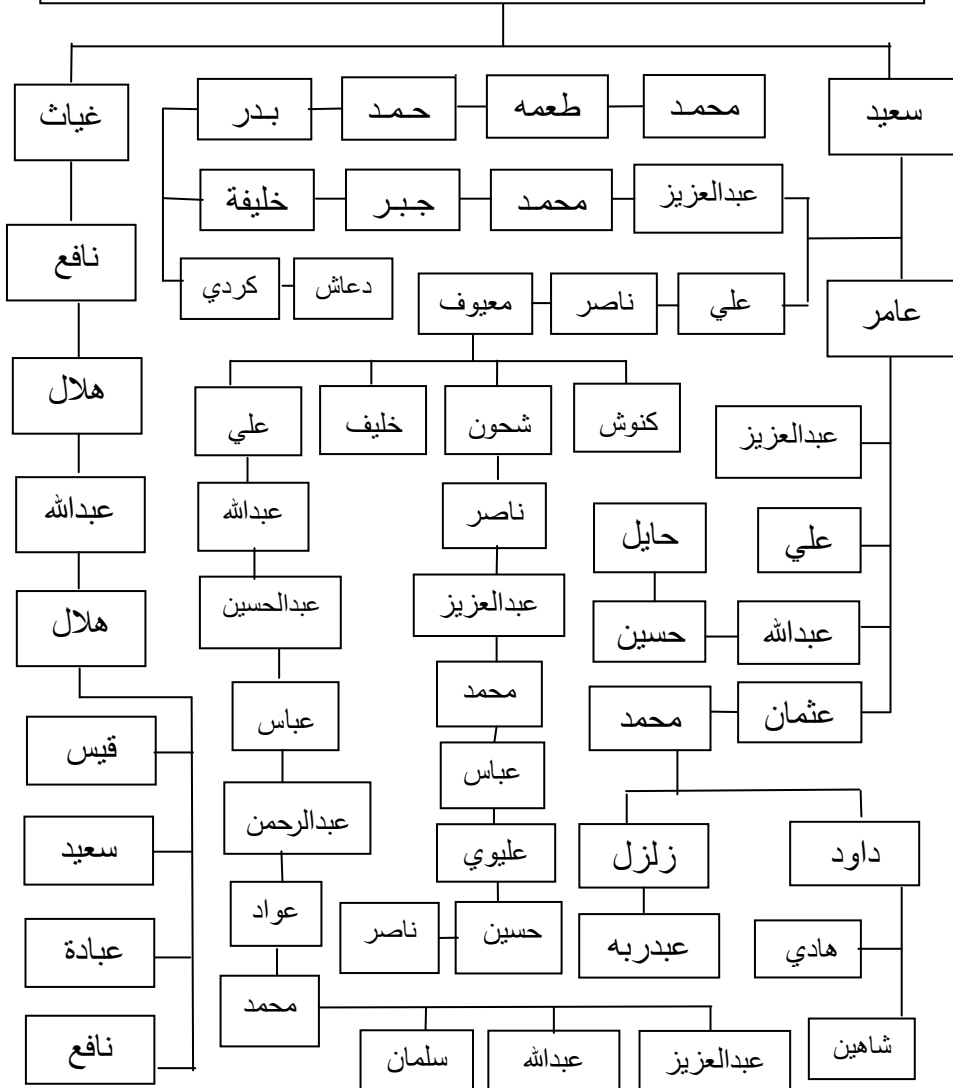 سعيد
غياث
محمد
طعمه
حمد
بدر
عبدالعزيز
محمد
جبر
خليفة
نافع
دعاش
كردي
علي
ناصر
معيوف
عامر
هلال
كنوش
شحون
خليف
علي
عبدالعزيز
عبدالله
ناصر
عبدالله
حايل
علي
هلال
عبدالعزيز
عبدالحسين
عبدالله
حسين
محمد
عباس
عثمان
محمد
قيس
عباس
عبدالرحمن
سعيد
عليوي
زلزل
داود
عواد
عبادة
حسين
ناصر
عبدربه
هادي
محمد
نافع
شاهين
عبدالعزيز
عبدالله
سلمان